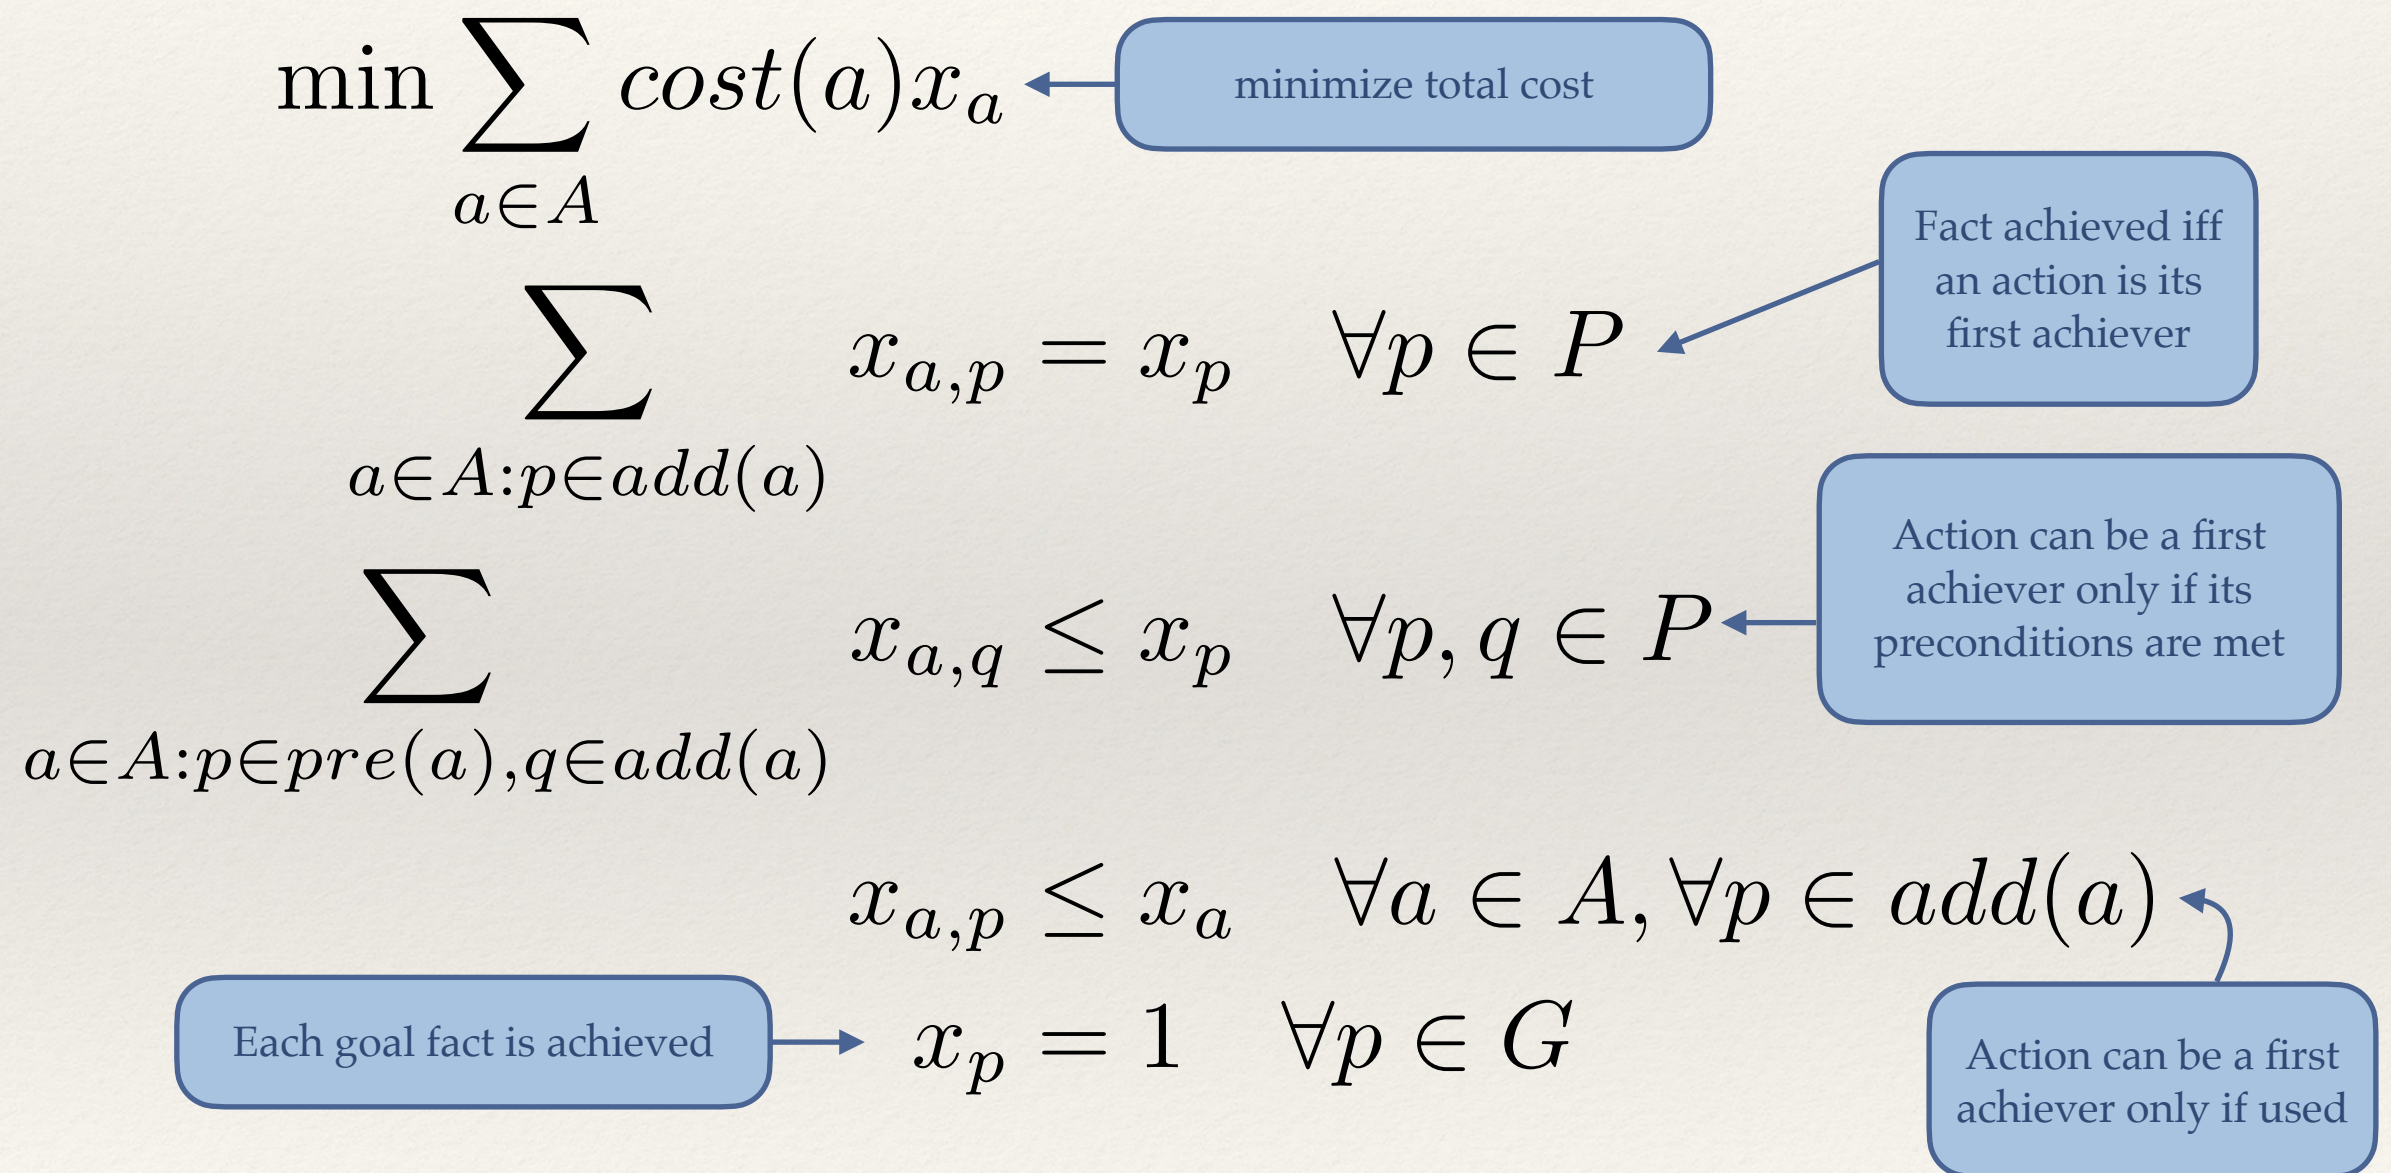 min ∑_{a∈A} cost(a)x_a
minimize total cost
∑_{a∈A:p∈add(a)} x_{a,p} = x_p ∀p ∈ P
Fact achieved iff
an action is its
first achiever
∑_{a∈A:p∈pre(a),q∈add(a)} x_{a,q} ≤ x_p ∀p, q ∈ P
Action can be a first
achiever only if its
preconditions are met
x_{a,p} ≤ x_a ∀a ∈ A, ∀p ∈ add(a)
Each goal fact is achieved
x_p = 1 ∀p ∈ G
Action can be a first
achiever only if used